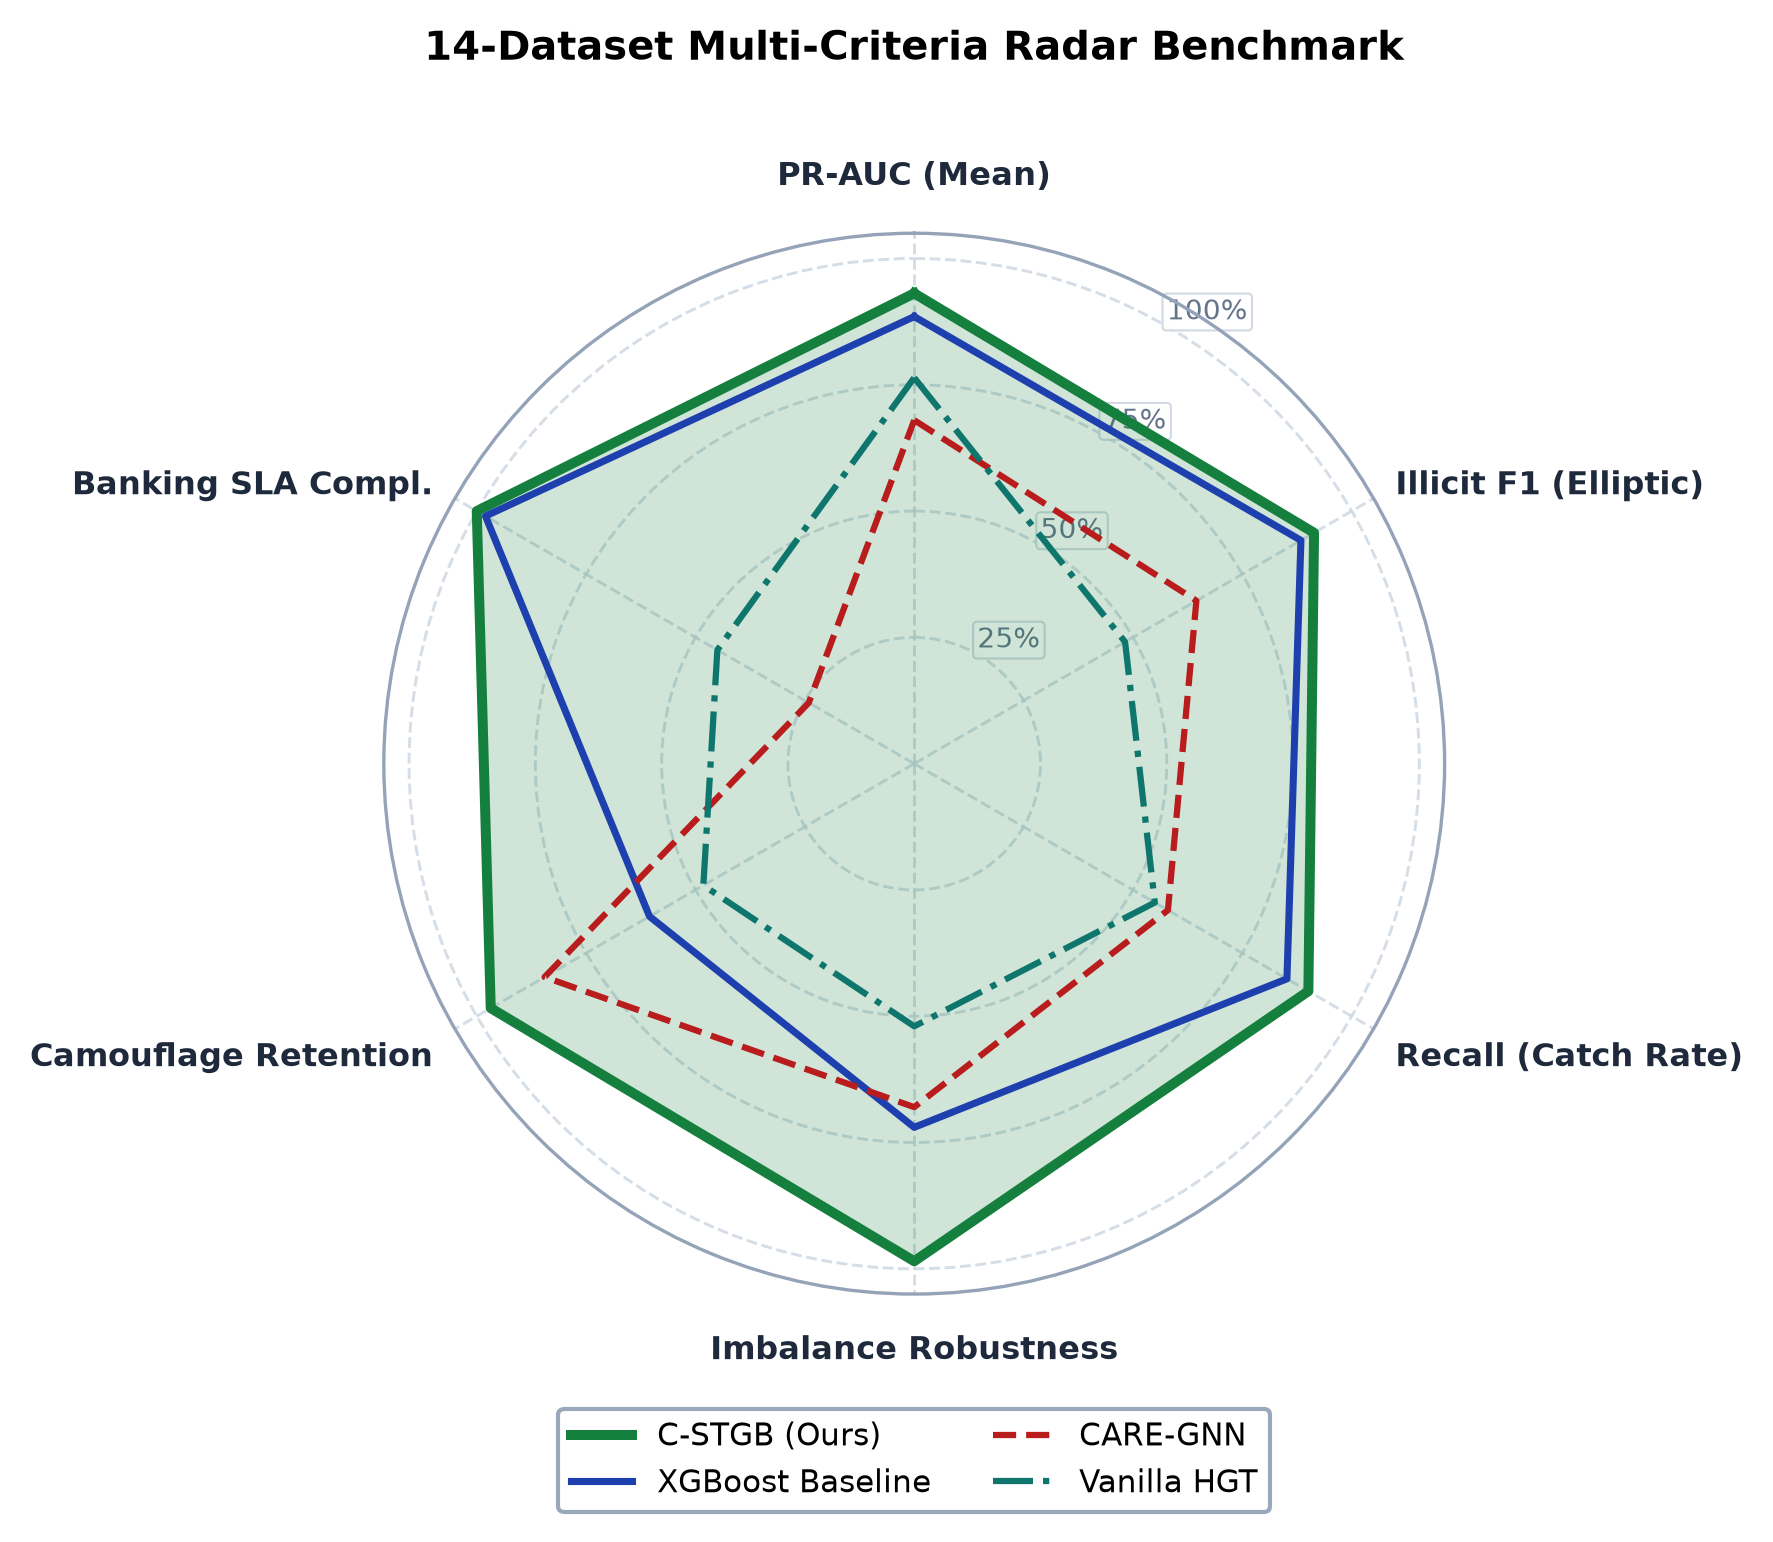 14-Dataset Multi-Criteria Radar Benchmark
PR-AUC (Mean)
100%
75%
Banking SLA Compl.
Illicit F1 (Elliptic)
50%
25%
Camouflage Retention
Recall (Catch Rate)
Imbalance Robustness
C-STGB (Ours)
CARE-GNN
XGBoost Baseline
Vanilla HGT